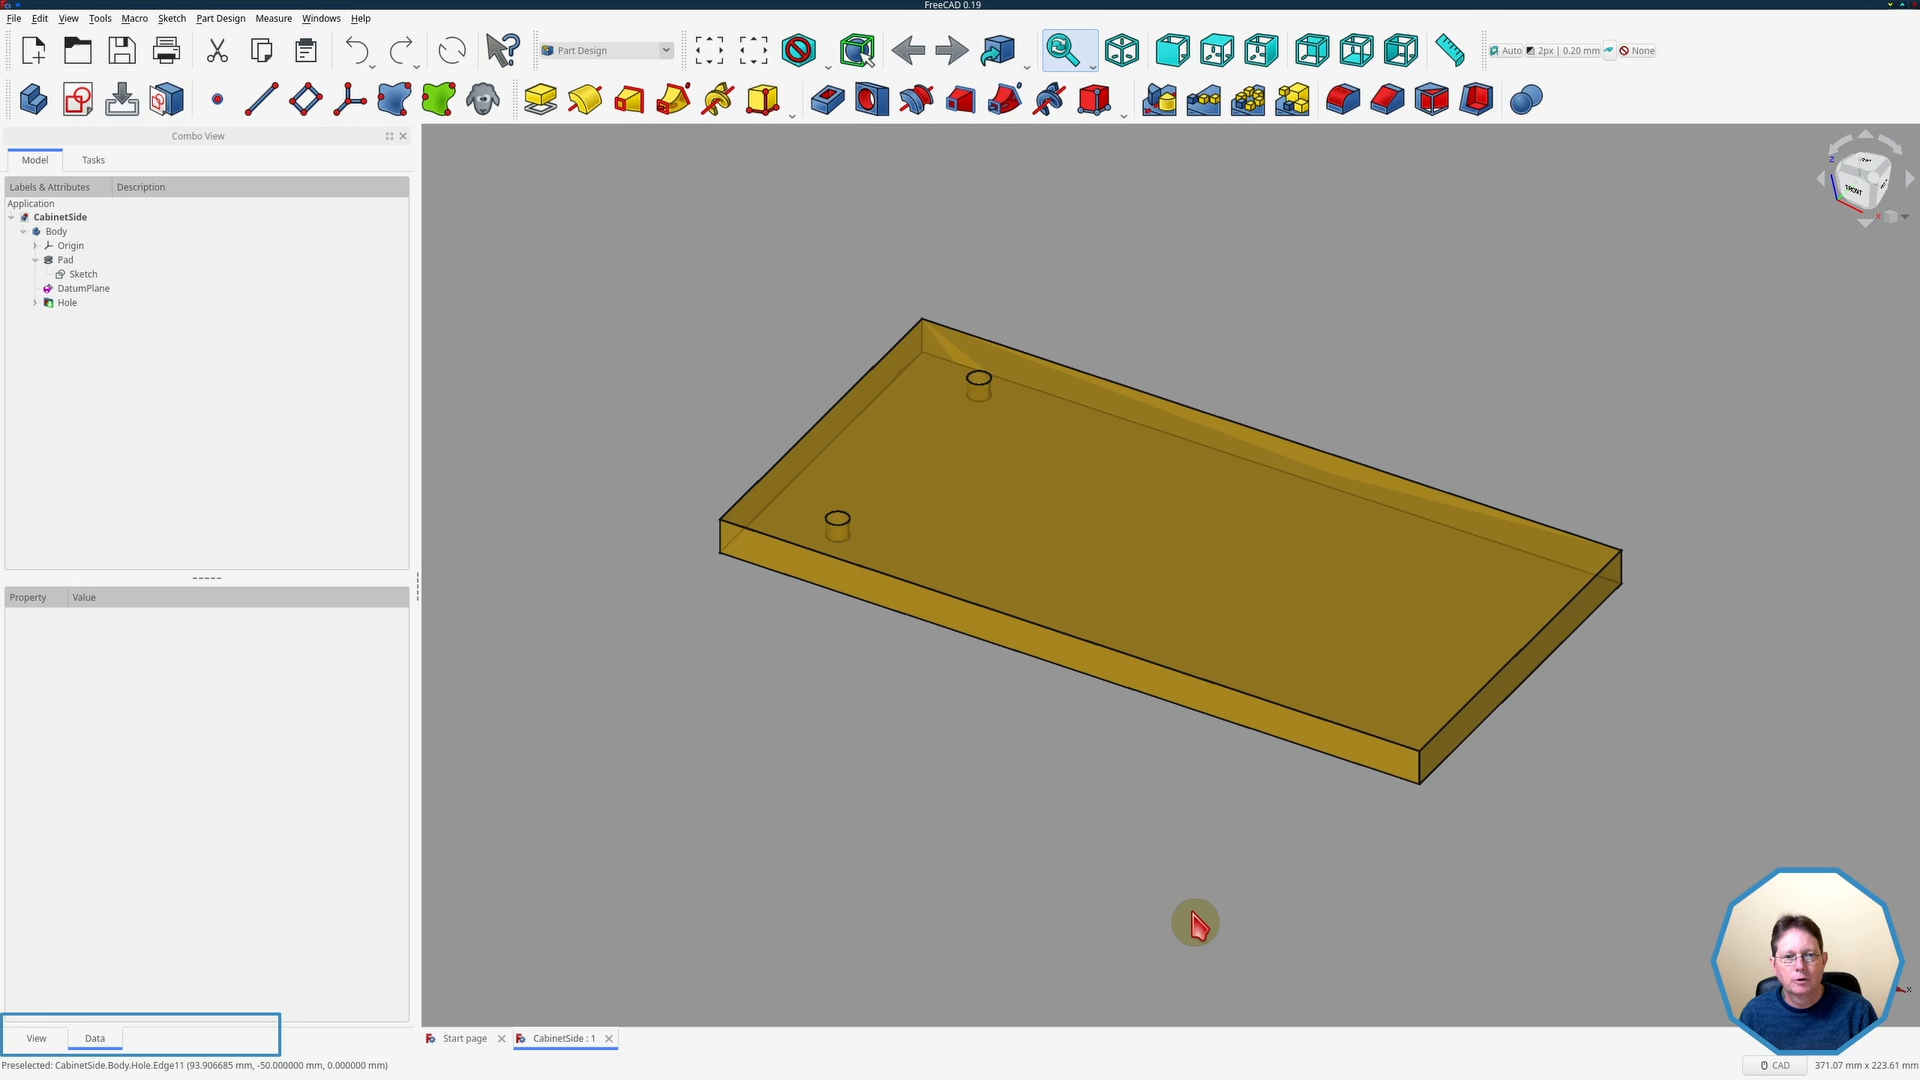 FreeCAD 0.19
File Edit View Tools Macro Sketch Part Design Measure Windows Help
Part Design
Auto 2px | 0.20 mm None
Combo View
Model Tasks
Labels & Attributes Description
Application
CabinetSide
Body
Origin
Pad
Sketch
DatumPlane
Hole
Property Value
Z
FRONT
X
X
View Data
Start page CabinetSide : 1
Preselected: CabinetSide.Body.Hole.Edge11 (93.906685 mm, -50.000000 mm, 0.000000 mm)
CAD 371.07 mm x 223.61 mm